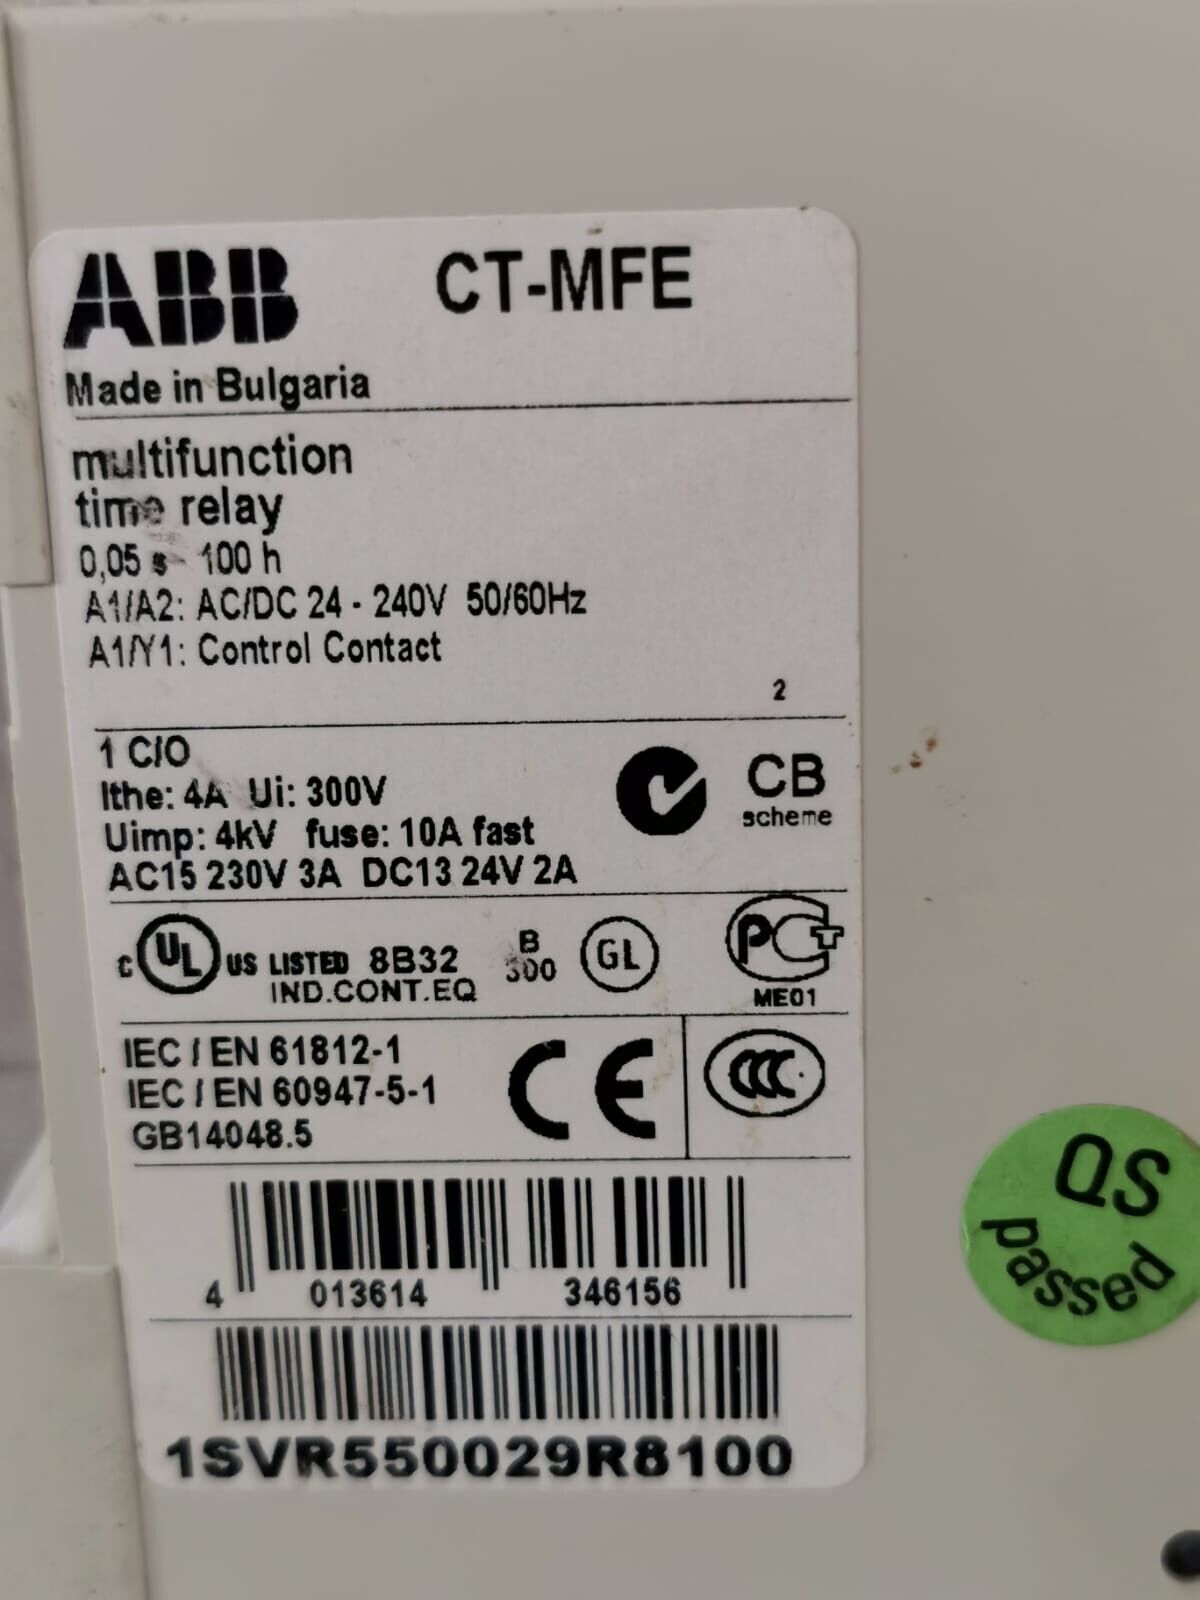 ABB CT-MFE
Made in Bulgaria
multifunction
time relay
0,05 s - 100 h
A1/A2: AC/DC 24 - 240V 50/60Hz
A1/Y1: Control Contact
2
1 C/O
Ithe: 4A Ui: 300V
Uimp: 4kV fuse: 10A fast
AC15 230V 3A DC13 24V 2A
CB
scheme
C UL US LISTED 8B32
IND.CONT.EQ
B
300
GL
PCT
ME01
IEC / EN 61812-1
IEC / EN 60947-5-1
GB14048.5
CE
CCC
4 013614 346156
1SVR550029R8100
QS
passed